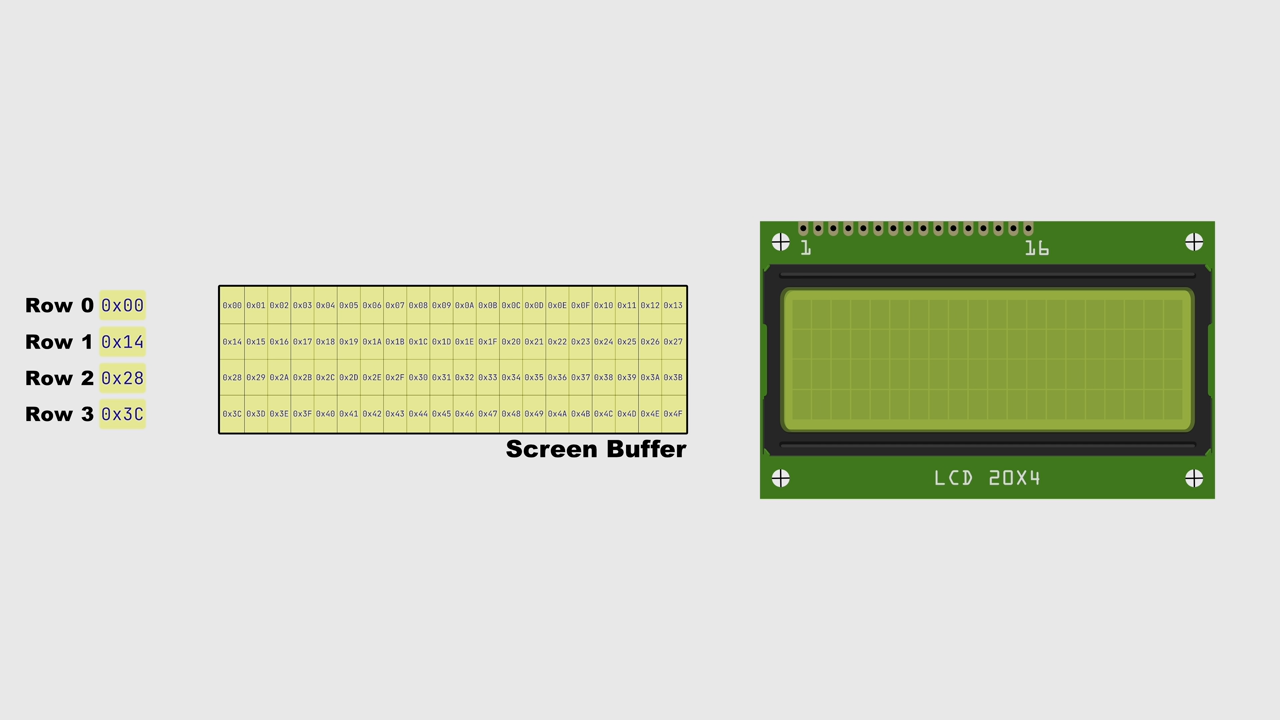 1 16
Row 0 0x00
0x00 0x01 0x02 0x03 0x04 0x05 0x06 0x07 0x08 0x09 0x0A 0x0B 0x0C 0x0D 0x0E 0x0F 0x10 0x11 0x12 0x13
Row 1 0x14
0x14 0x15 0x16 0x17 0x18 0x19 0x1A 0x1B 0x1C 0x1D 0x1E 0x1F 0x20 0x21 0x22 0x23 0x24 0x25 0x26 0x27
Row 2 0x28
0x28 0x29 0x2A 0x2B 0x2C 0x2D 0x2E 0x2F 0x30 0x31 0x32 0x33 0x34 0x35 0x36 0x37 0x38 0x39 0x3A 0x3B
Row 3 0x3C
0x3C 0x3D 0x3E 0x3F 0x40 0x41 0x42 0x43 0x44 0x45 0x46 0x47 0x48 0x49 0x4A 0x4B 0x4C 0x4D 0x4E 0x4F
Screen Buffer
LCD 20X4